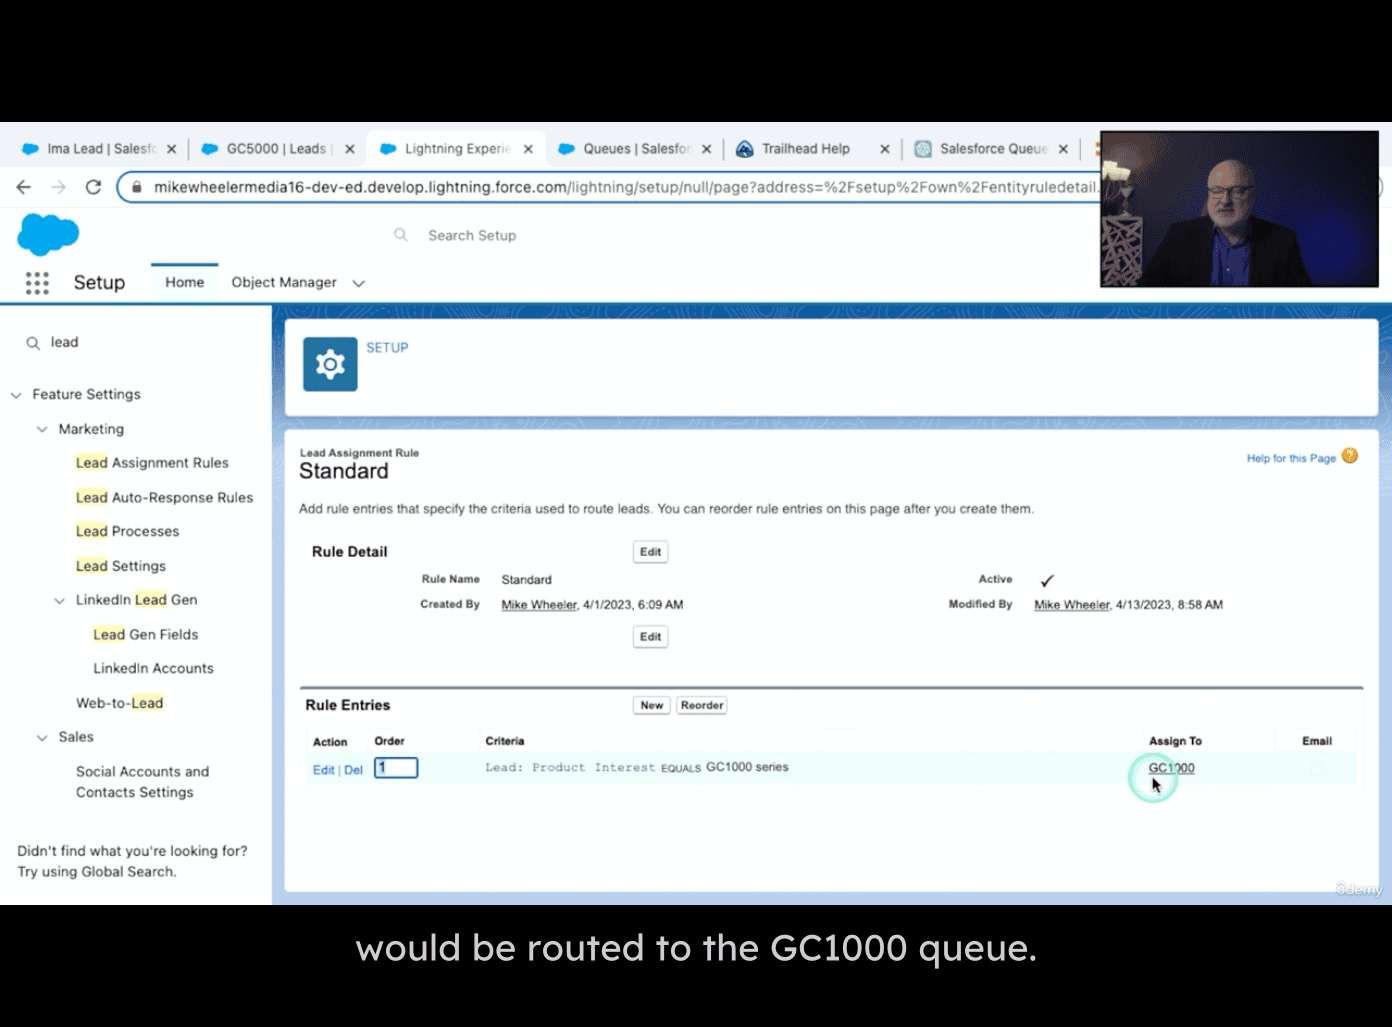 Ima Lead | Salesfo
GC5000 | Leads |
Lightning Experie
Queues | Salesfor
Trailhead Help
Salesforce Queue
mikewheelermedia16-dev-ed.develop.lightning.force.com/lightning/setup/null/page?address=%2Fsetup%2Fown%2Fentityruledetail.
Search Setup
Setup
Home
Object Manager
lead
Feature Settings
Marketing
Lead Assignment Rules
Lead Auto-Response Rules
Lead Processes
Lead Settings
LinkedIn Lead Gen
Lead Gen Fields
LinkedIn Accounts
Web-to-Lead
Sales
Social Accounts and
Contacts Settings
Didn't find what you're looking for?
Try using Global Search.
SETUP
Lead Assignment Rule
Standard
Help for this Page
Add rule entries that specify the criteria used to route leads. You can reorder rule entries on this page after you create them.
Rule Detail
Edit
Rule Name Standard
Active
Created By Mike Wheeler, 4/1/2023, 6:09 AM
Modified By Mike Wheeler, 4/13/2023, 8:58 AM
Edit
Rule Entries
New
Reorder
Action Order Criteria Assign To Email
Edit | Del 1 Lead: Product Interest EQUALS GC1000 series GC1000
ûdemy
would be routed to the GC1000 queue.